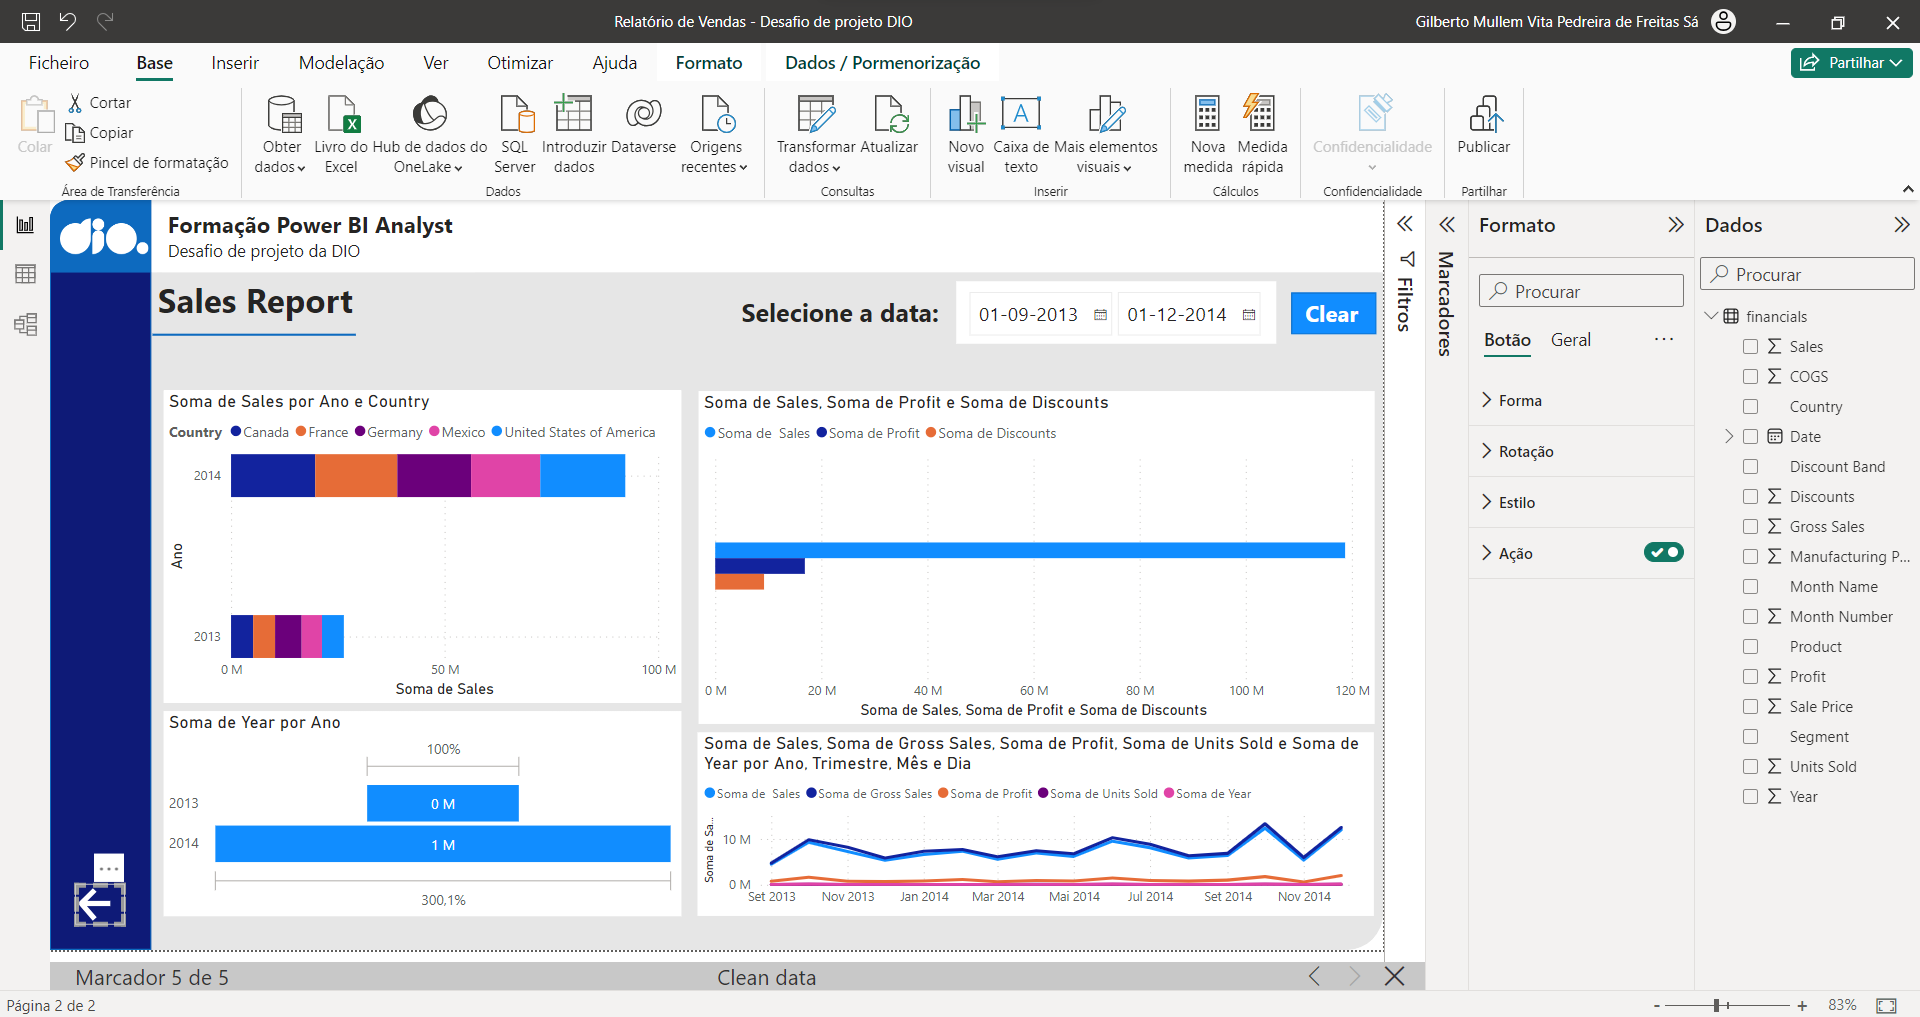 Relatório de Vendas - Desafio de projeto DIO
Gilberto Mullem Vita Pedreira de Freitas Sá
Ficheiro
Base
Inserir
Modelação
Ver
Otimizar
Ajuda
Formato
Dados / Pormenorização
Partilhar
Colar
Cortar
Copiar
Pincel de formatação
Área de Transferência
Obter
dados
Livro do
Excel
Hub de dados do
OneLake
SQL
Server
Introduzir
dados
Dataverse
Origens
recentes
Dados
Transformar
dados
Atualizar
Consultas
Novo
visual
Caixa de
texto
Mais elementos
visuais
Inserir
Nova
medida
Medida
rápida
Cálculos
Confidencialidade
Confidencialidade
Publicar
Partilhar
dio.
Formação Power BI Analyst
Desafio de projeto da DIO
Sales Report
Selecione a data:
01-09-2013
01-12-2014
Clear
Soma de Sales por Ano e Country
Country Canada France Germany Mexico United States of America
2014
Ano
2013
0 M
50 M
100 M
Soma de Sales
Soma de Sales, Soma de Profit e Soma de Discounts
Soma de Sales Soma de Profit Soma de Discounts
0 M
20 M
40 M
60 M
80 M
100 M
120 M
Soma de Sales, Soma de Profit e Soma de Discounts
Soma de Year por Ano
100%
2013
0 M
2014
1 M
300,1%
Soma de Sales, Soma de Gross Sales, Soma de Profit, Soma de Units Sold e Soma de
Year por Ano, Trimestre, Mês e Dia
Soma de Sales Soma de Gross Sales Soma de Profit Soma de Units Sold Soma de Year
Soma de Sa...
10 M
0 M
Set 2013
Nov 2013
Jan 2014
Mar 2014
Mai 2014
Jul 2014
Set 2014
Nov 2014
Marcador 5 de 5
Clean data
Filtros
Marcadores
Formato
Procurar
Botão
Geral
Forma
Rotação
Estilo
Ação
Dados
Procurar
financials
Sales
COGS
Country
Date
Discount Band
Discounts
Gross Sales
Manufacturing P...
Month Name
Month Number
Product
Profit
Sale Price
Segment
Units Sold
Year
Página 2 de 2
- + 83%